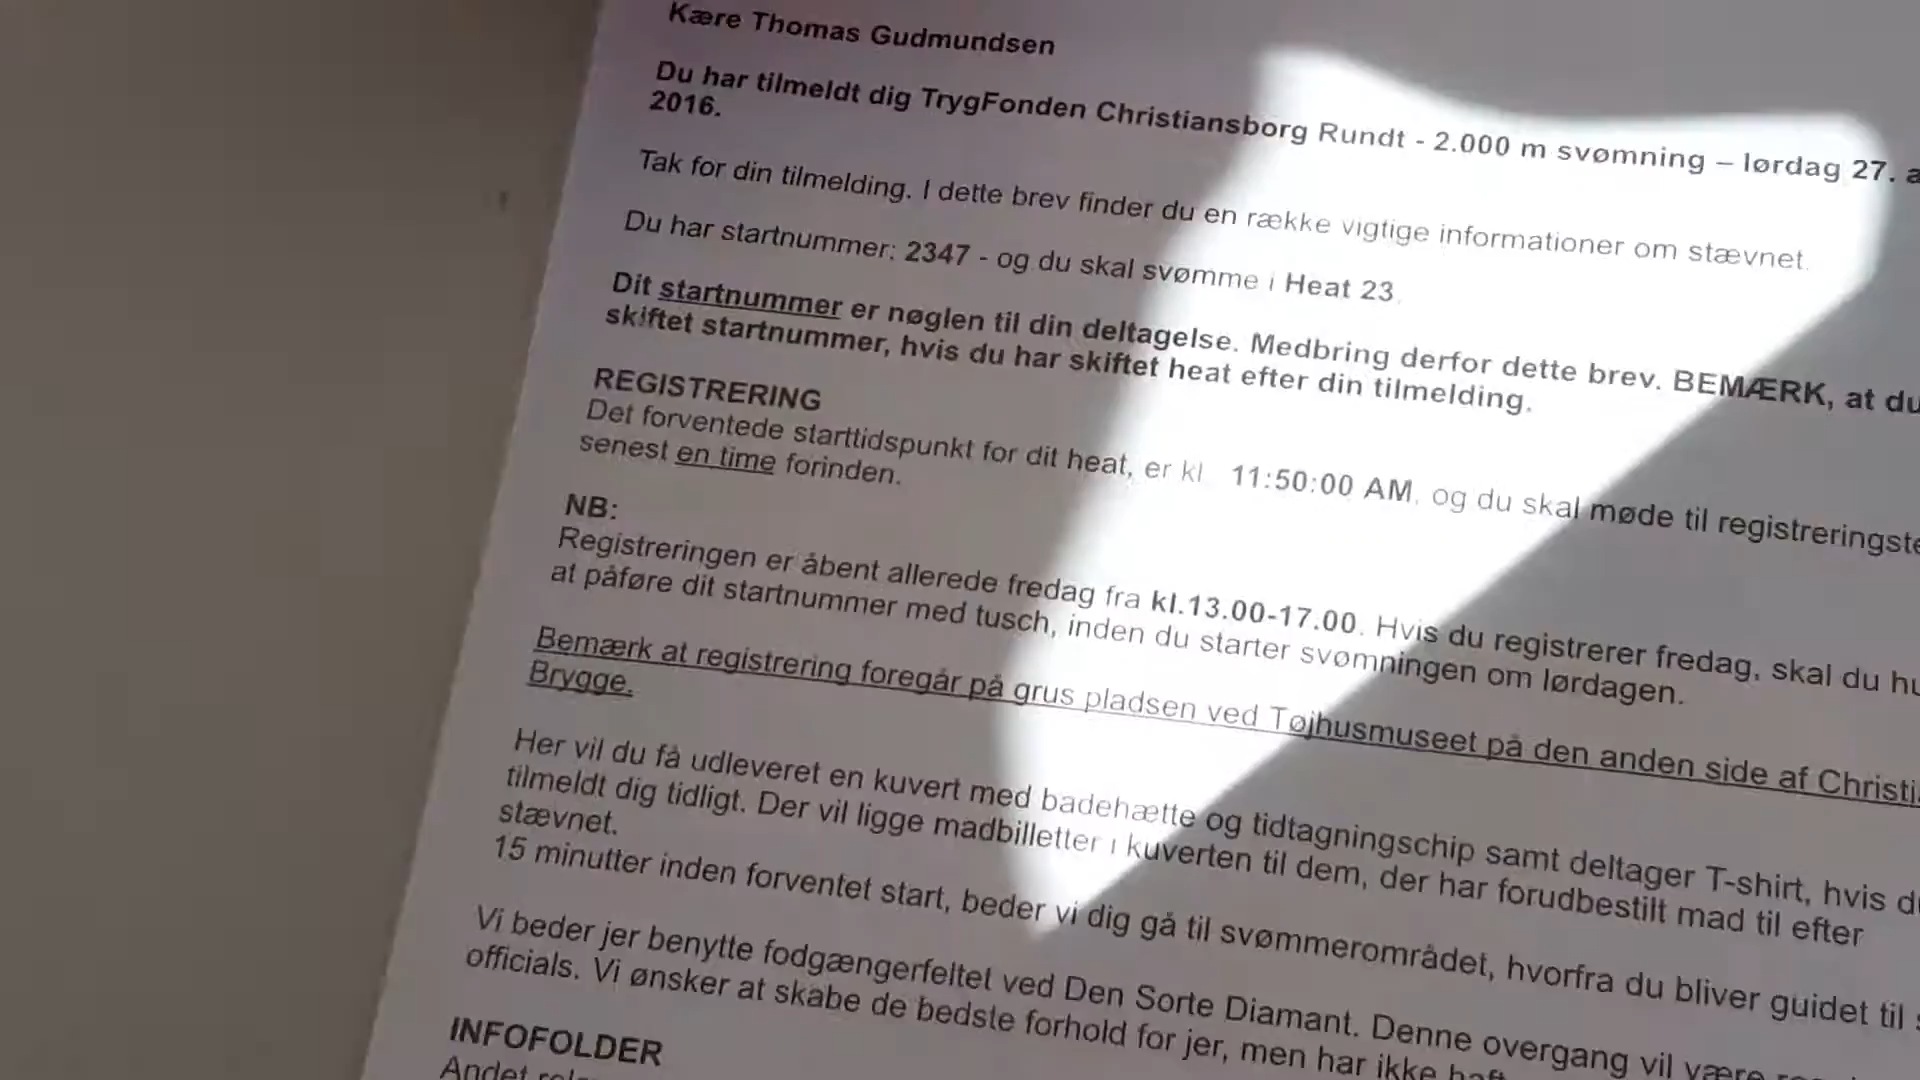 Kære Thomas Gudmundsen
Du har tilmeldt dig TrygFonden Christiansborg Rundt - 2.000 m svømning – lørdag 27.
2016.
Tak for din tilmelding. I dette brev finder du en række vigtige informationer om stævnet.
Du har startnummer: 2347 - og du skal svømme i Heat 23.
Dit startnummer er nøglen til din deltagelse. Medbring derfor dette brev. BEMÆRK, at du
skiftet startnummer, hvis du har skiftet heat efter din tilmelding.
REGISTRERING
Det forventede starttidspunkt for dit heat, er kl. 11:50:00 AM, og du skal møde til
senest en time forinden.
NB:
Registreringen er åbent allerede fredag fra kl.13.00-17.00. Hvis du registrerer fredag, skal du
at påføre dit startnummer med tusch, inden du starter svømningen om lørdagen.
Bemærk at registrering foregår på grus pladsen ved Tøjhusmuseet på den anden side af
Brygge.
Her vil du få udleveret en kuvert med badehætte og tidtagningschip samt deltager T-shirt, hvis
tilmeldt dig tidligt. Der vil ligge madbilletter i kuverten til dem, der har forudbestilt mad til efter
stævnet.
15 minutter inden forventet start, beder vi dig gå til svømmerområdet, hvorfra du bliver guidet til
Vi beder jer benytte fodgængerfeltet ved Den Sorte Diamant. Denne overgang vil være
officials. Vi ønsker at skabe de bedste forhold for jer, men har ikke
INFOFOLDER
Andet